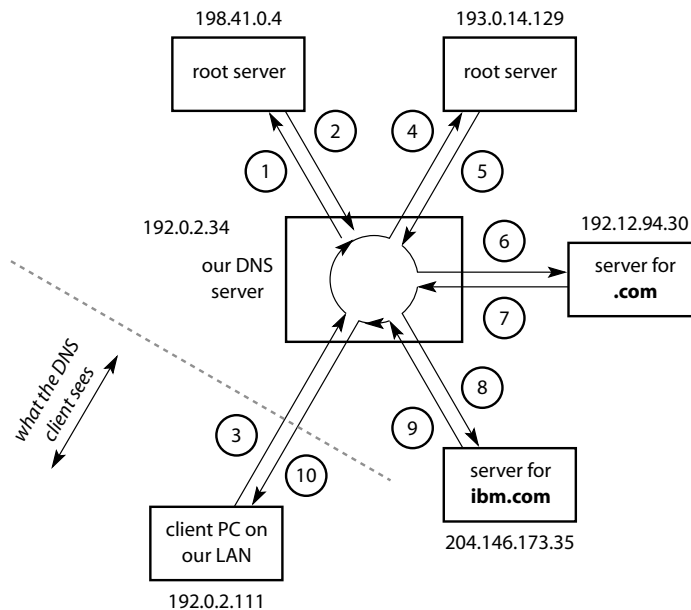 198.41.0.4
193.0.14.129
root server
root server
2
4
1
5
192.0.2.34
192.12.94.30
6
our DNS
server
server for
.com
7
what the DNS
client sees
8
3
9
10
server for
ibm.com
client PC on
our LAN
204.146.173.35
192.0.2.111